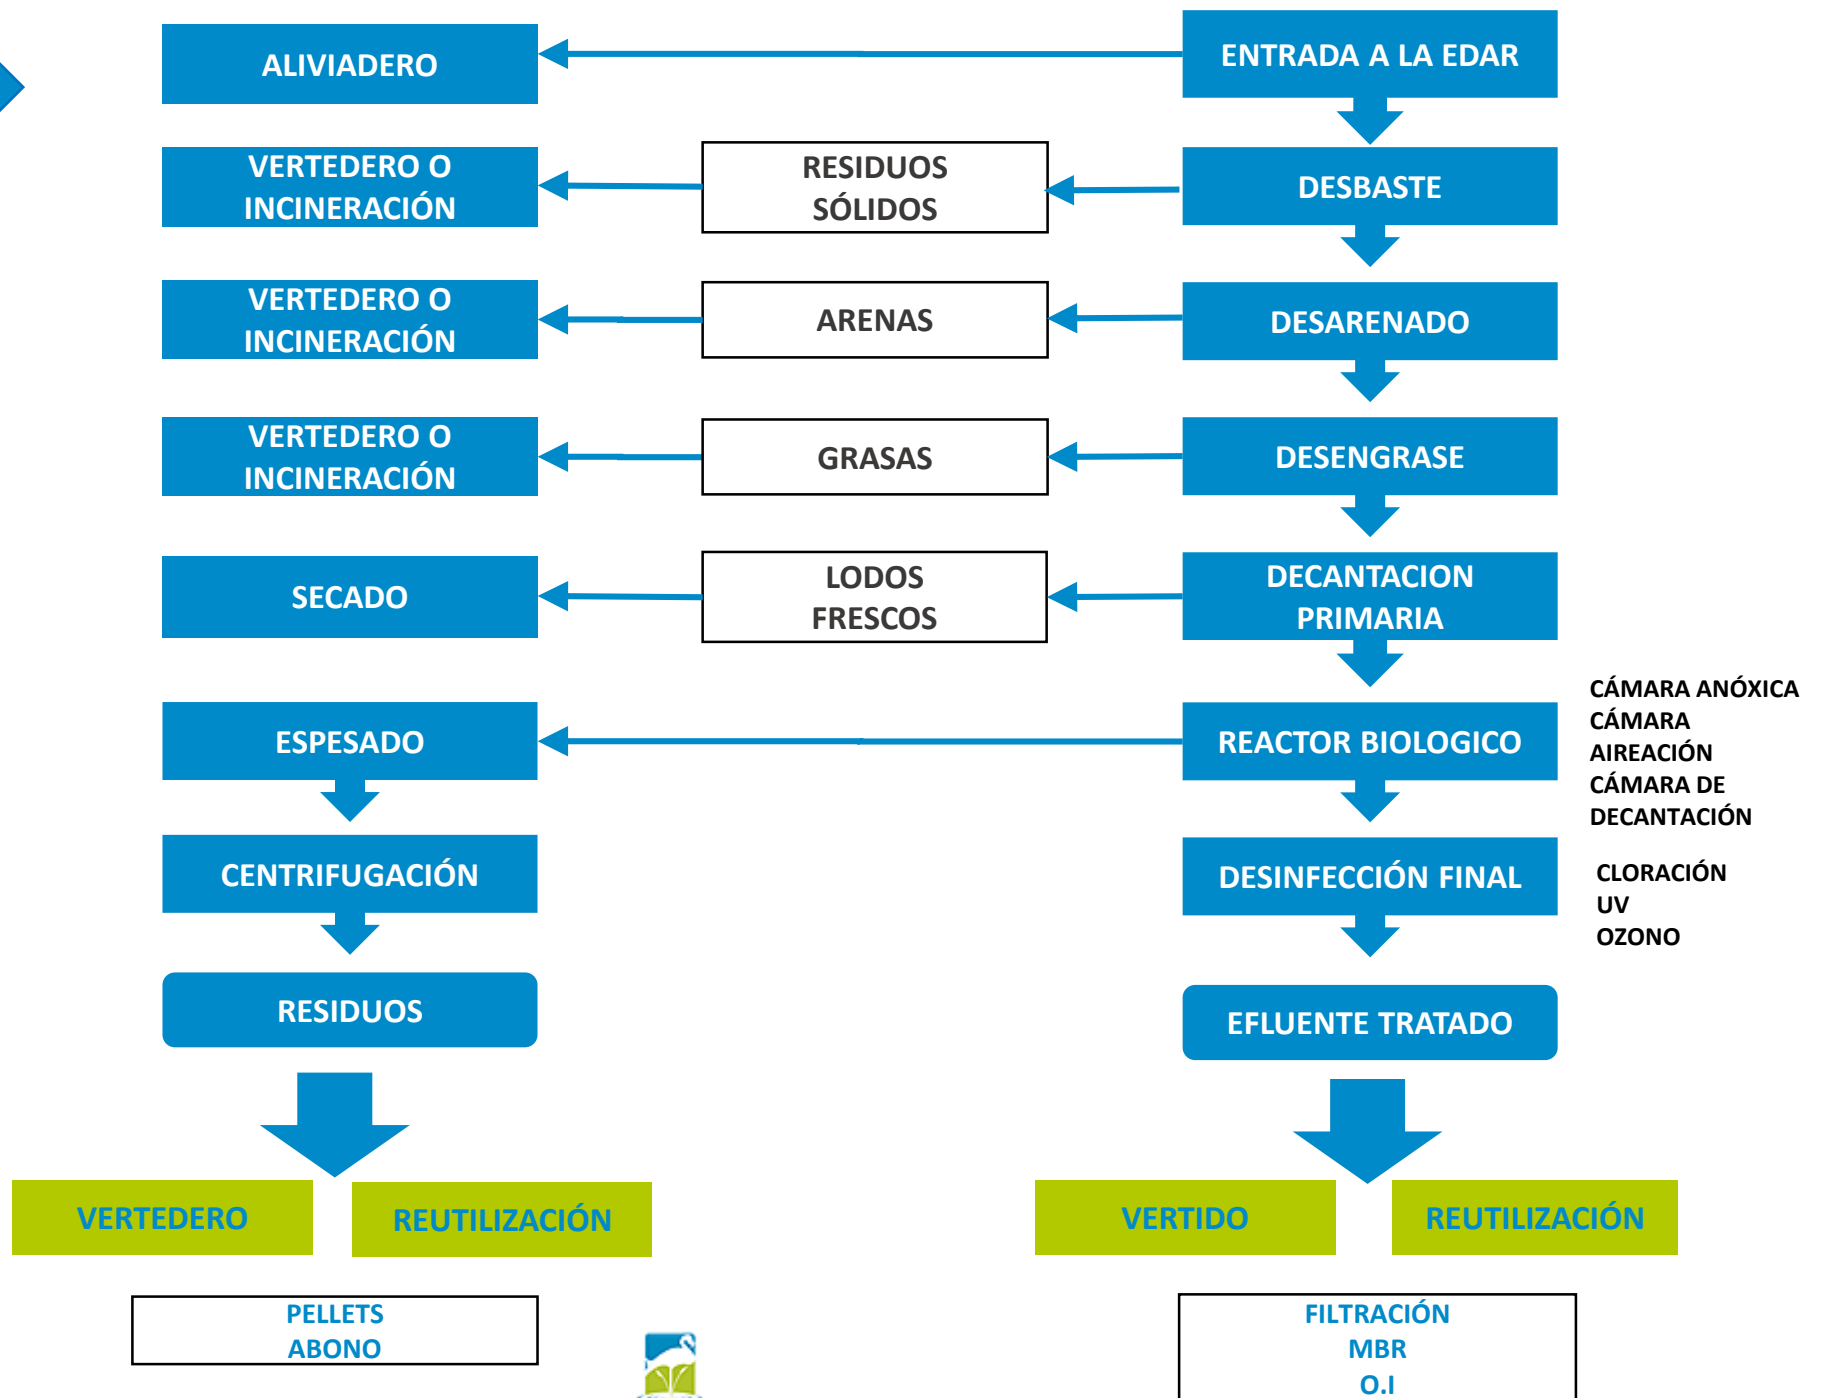 ALIVIADERO
ENTRADA A LA EDAR
VERTEDERO O
INCINERACIÓN
RESIDUOS
SÓLIDOS
DESBASTE
VERTEDERO O
INCINERACIÓN
ARENAS
DESARENADO
VERTEDERO O
INCINERACIÓN
GRASAS
DESENGRASE
SECADO
LODOS
FRESCOS
DECANTACION
PRIMARIA
ESPESADO
REACTOR BIOLOGICO
CÁMARA ANÓXICA
CÁMARA
AIREACIÓN
CÁMARA DE
DECANTACIÓN
CENTRIFUGACIÓN
DESINFECCIÓN FINAL
CLORACIÓN
UV
OZONO
RESIDUOS
EFLUENTE TRATADO
VERTEDERO
REUTILIZACIÓN
VERTIDO
REUTILIZACIÓN
PELLETS
ABONO
FILTRACIÓN
MBR
O.I